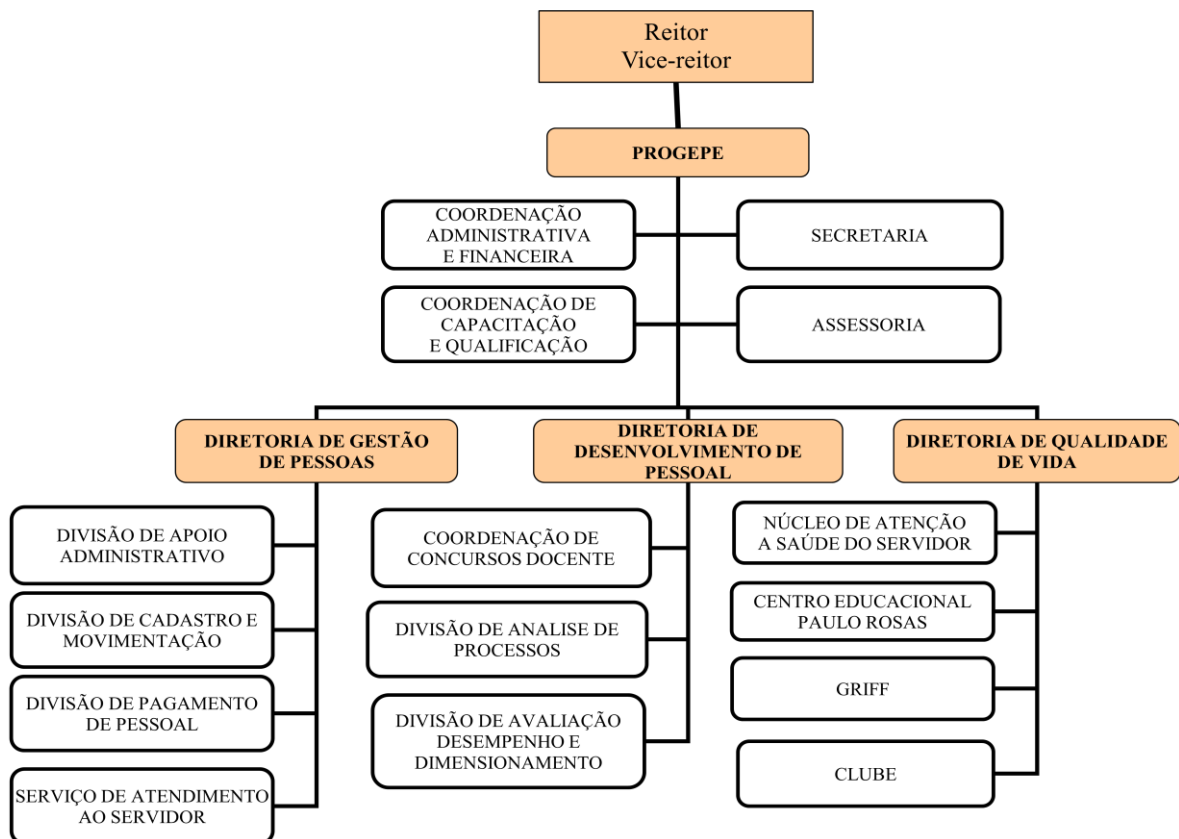 Reitor
Vice-reitor
PROGEPE
COORDENAÇÃO
ADMINISTRATIVA
E FINANCEIRA
SECRETARIA
COORDENAÇÃO DE
CAPACITAÇÃO
E QUALIFICAÇÃO
ASSESSORIA
DIRETORIA DE GESTÃO
DE PESSOAS
DIRETORIA DE
DESENVOLVIMENTO DE
PESSOAL
DIRETORIA DE QUALIDADE
DE VIDA
DIVISÃO DE APOIO
ADMINISTRATIVO
DIVISÃO DE CADASTRO E
MOVIMENTAÇÃO
DIVISÃO DE PAGAMENTO
DE PESSOAL
SERVIÇO DE ATENDIMENTO
AO SERVIDOR
COORDENAÇÃO DE
CONCURSOS DOCENTE
DIVISÃO DE ANALISE DE
PROCESSOS
DIVISÃO DE AVALIAÇÃO
DESEMPENHO E
DIMENSIONAMENTO
NÚCLEO DE ATENÇÃO
A SAÚDE DO SERVIDOR
CENTRO EDUCACIONAL
PAULO ROSAS
GRIFF
CLUBE